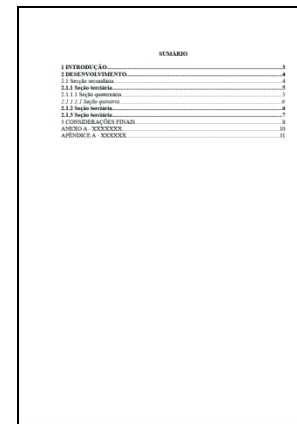 SUMÁRIO
1 INTRODUÇÃO.....................................................................3
2 DESENVOLVIMENTO.....................................................................4
2.1 Secção secundária.....................................................................4
2.1.1 Seção terciária.....................................................................5
2.1.1.1 Seção quaternária.....................................................................5
2.1.1.1.1 Seção quinária.....................................................................6
2.1.2 Seção terciária.....................................................................6
2.1.3 Seção terciária.....................................................................7
3 CONSIDERAÇÕES FINAIS.....................................................................8
ANEXO A - XXXXXXX.....................................................................10
APÊNDICE A - XXXXXX.....................................................................11